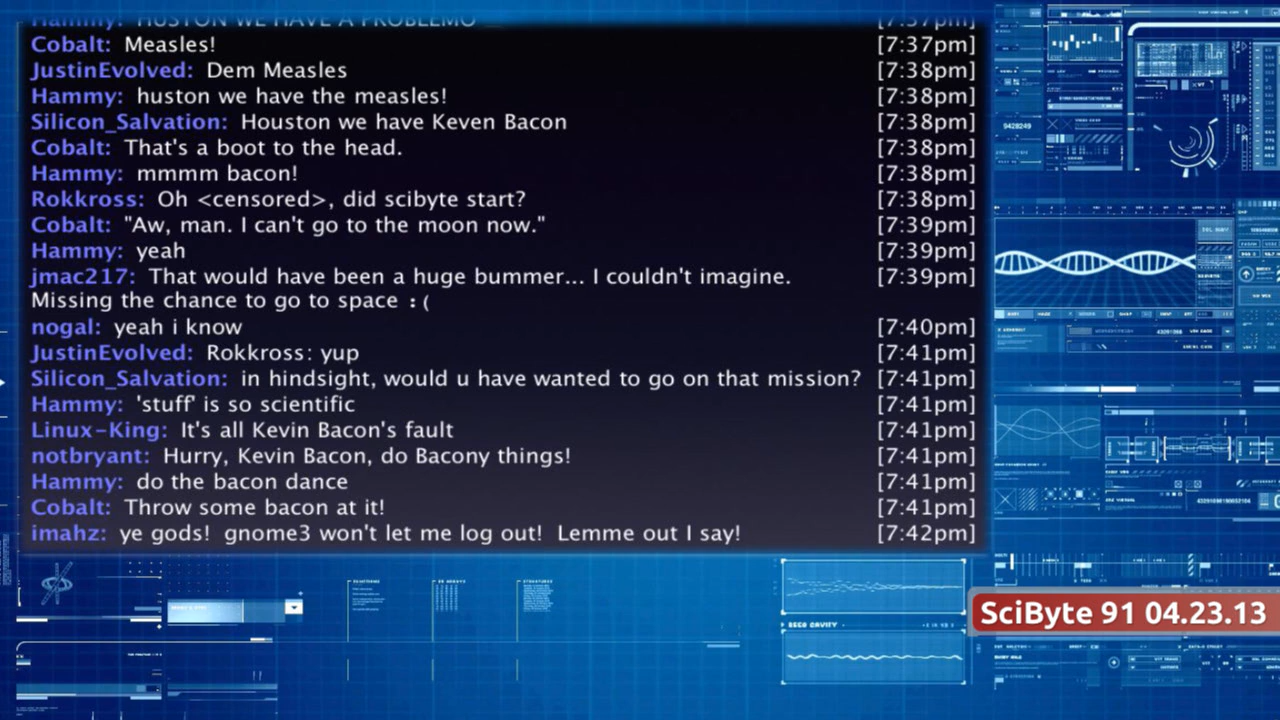 Hammy: HUSTON WE HAVE A PROBLEMO [7:37pm]
Cobalt: Measles! [7:37pm]
JustinEvolved: Dem Measles [7:38pm]
Hammy: huston we have the measles! [7:38pm]
Silicon_Salvation: Houston we have Keven Bacon [7:38pm]
Cobalt: That's a boot to the head. [7:38pm]
Hammy: mmmm bacon! [7:38pm]
Rokkross: Oh <censored>, did scibyte start? [7:38pm]
Cobalt: "Aw, man. I can't go to the moon now." [7:39pm]
Hammy: yeah [7:39pm]
jmac217: That would have been a huge bummer... I couldn't imagine. [7:39pm]
Missing the chance to go to space :(
nogal: yeah i know [7:40pm]
JustinEvolved: Rokkross: yup [7:41pm]
Silicon_Salvation: in hindsight, would u have wanted to go on that mission? [7:41pm]
Hammy: 'stuff' is so scientific [7:41pm]
Linux-King: It's all Kevin Bacon's fault [7:41pm]
notbryant: Hurry, Kevin Bacon, do Bacony things! [7:41pm]
Hammy: do the bacon dance [7:41pm]
Cobalt: Throw some bacon at it! [7:41pm]
imahz: ye gods! gnome3 won't let me log out! Lemme out I say! [7:42pm]
9428249
SciByte 91 04.23.13